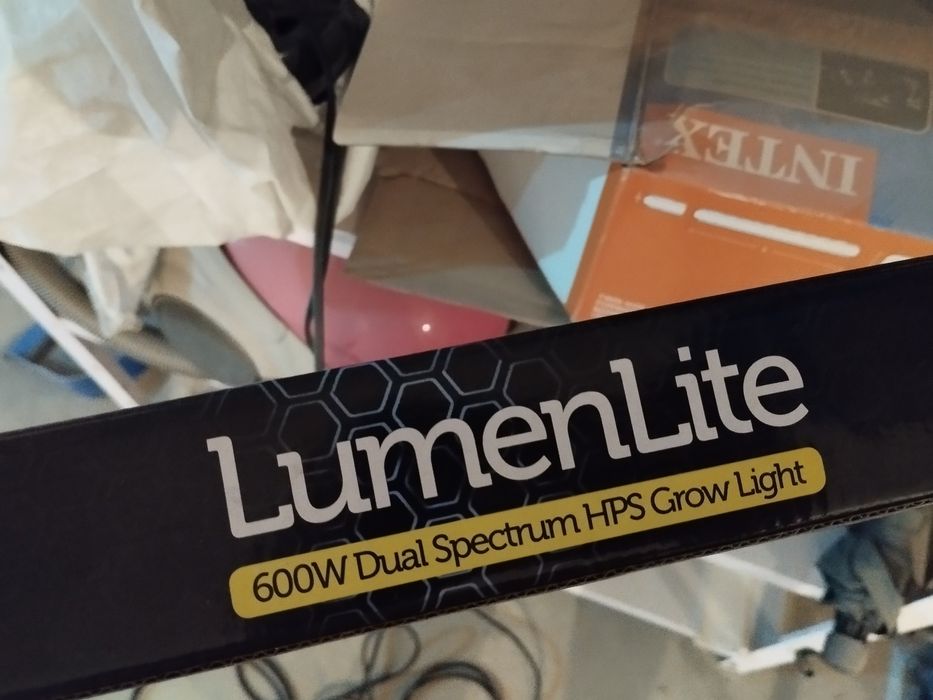 INTEX
LumenLite
600W Dual Spectrum HPS Grow Light